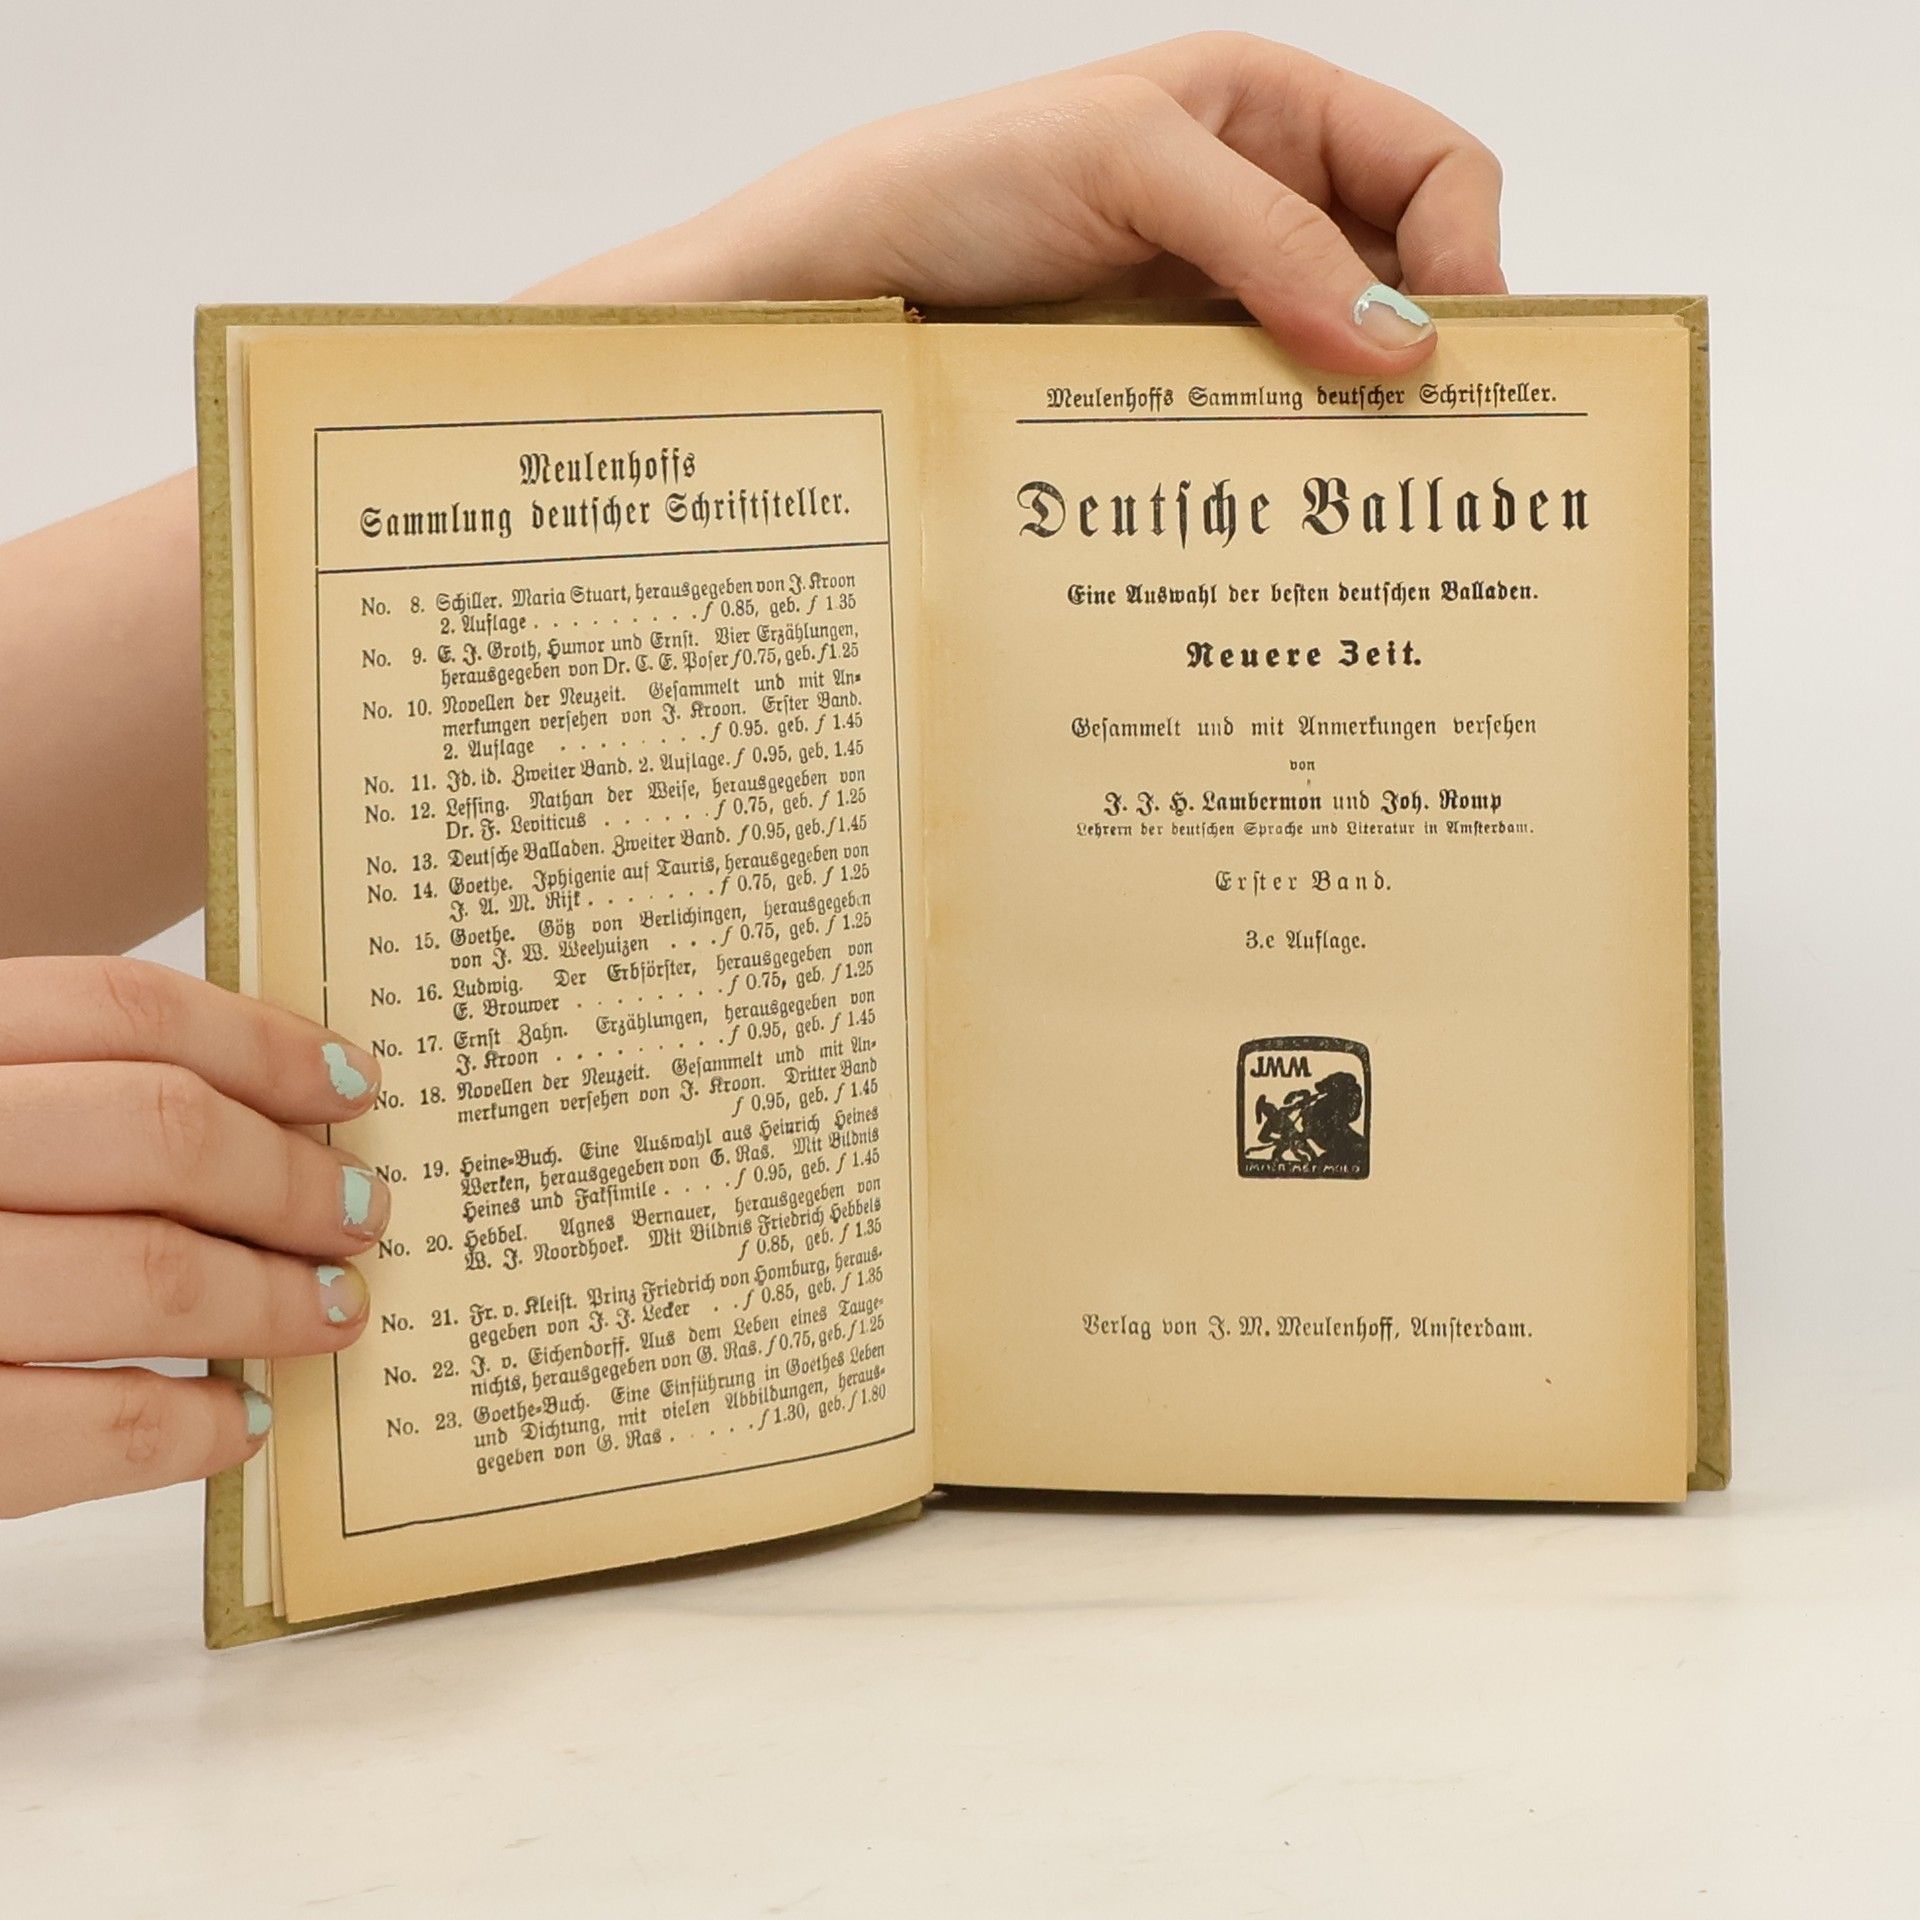 Meulenhoffs
Sammlung deutscher Schriftsteller.
No. 8. Schiller. Maria Stuart, herausgegeben von J. Kroon
2. Auflage . . . . . . . . . f 0.85, geb. f 1.35
No. 9. E. J. Groth, Humor und Ernst. Vier Erzählungen,
herausgegeben von Dr. C. E. Poser f 0.75, geb. f 1.25
No. 10. Novellen der Neuzeit. Gesammelt und mit An-
merkungen versehen von J. Kroon. Erster Band.
2. Auflage . . . . . . . . f 0.95. geb. f 1.45
No. 11. Id. id. Zweiter Band. 2. Auflage. f 0.95, geb. 1.45
No. 12. Lessing. Nathan der Weise, herausgegeben von
Dr. F. Leviticus . . . . . . f 0.75, geb. f 1.25
No. 13. Deutsche Balladen. Zweiter Band. f 0.95, geb. f 1.45
No. 14. Goethe. Iphigenie auf Tauris, herausgegeben von
J. A. M. Rijk . . . . . . . f 0.75, geb. f 1.25
No. 15. Goethe. Götz von Berlichingen, herausgegeben
von J. W. Weehuizen . . . f 0.75, geb. f 1.25
No. 16. Ludwig. Der Erbförster, herausgegeben von
E. Brouwer . . . . . . . . f 0.75, geb. f 1.25
No. 17. Ernst Zahn. Erzählungen, herausgegeben von
J. Kroon . . . . . . . . . f 0.95, geb. f 1.45
No. 18. Novellen der Neuzeit. Gesammelt und mit An-
merkungen versehen von J. Kroon. Dritter Band
f 0.95, geb. f 1.45
No. 19. Heine-Buch. Eine Auswahl aus Heinrich Heines
Werken, herausgegeben von G. Ras. Mit Bildnis
Heines und Faksimile . . . . f 0.95, geb. f 1.45
No. 20. Hebbel. Agnes Bernauer, herausgegeben von
W. J. Noordhoek. Mit Bildnis Friedrich Hebbels
f 0.85, geb. f 1.35
No. 21. Fr. v. Kleist. Prinz Friedrich von Homburg, heraus-
gegeben von J. J. Lecker . . f 0.85, geb. f 1.35
No. 22. J. v. Eichendorff. Aus dem Leben eines Tauge-
nichts, herausgegeben von G. Ras. f 0.75, geb. f 1.25
No. 23. Goethe-Buch. Eine Einführung in Goethes Leben
und Dichtung, mit vielen Abbildungen, heraus-
gegeben von G. Ras . . . . . f 1.30, geb. f 1.80
Meulenhoffs Sammlung deutscher Schriftsteller.
Deutsche Balladen
Eine Auswahl der besten deutschen Balladen.
Neuere Zeit.
Gesammelt und mit Anmerkungen versehen
von
J. J. H. Lambermon und Joh. Romp
Lehrern der deutschen Sprache und Literatur in Amsterdam.
Erster Band.
3.e Auflage.
JMM
Verlag von J. M. Meulenhoff, Amsterdam.